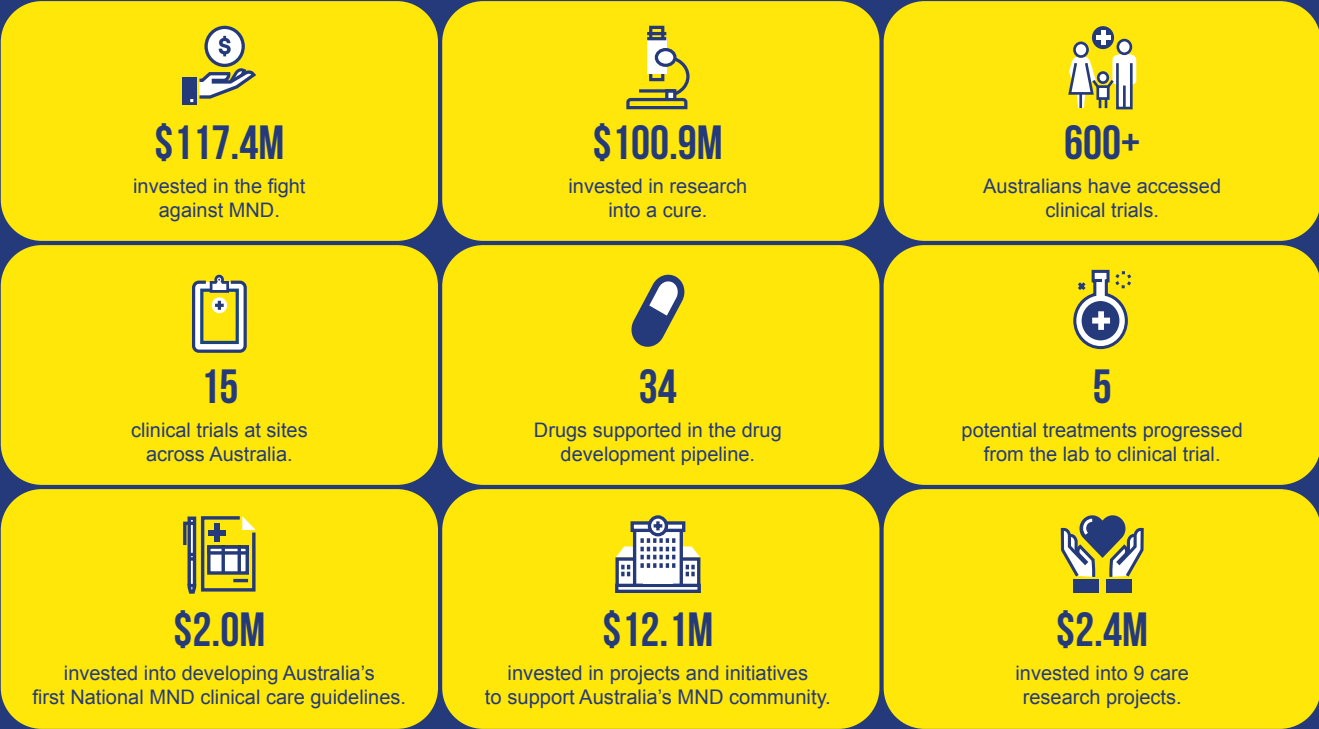 $
$117.4M
invested in the fight
against MND.
$100.9M
invested in research
into a cure.
600+
Australians have accessed
clinical trials.
15
clinical trials at sites
across Australia.
34
Drugs supported in the drug
development pipeline.
5
potential treatments progressed
from the lab to clinical trial.
$2.0M
invested into developing Australia’s
first National MND clinical care guidelines.
$12.1M
invested in projects and initiatives
to support Australia’s MND community.
$2.4M
invested into 9 care
research projects.